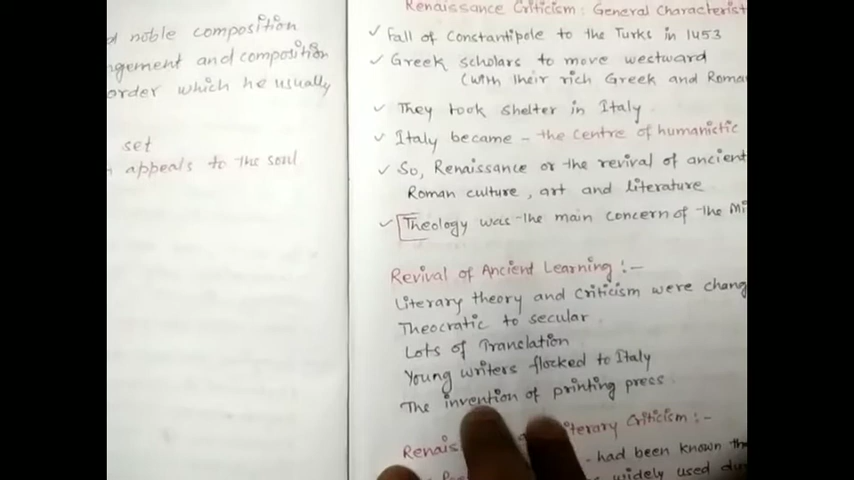 noble composition
and composition
order which he usually
set
appeals to the soul
Renaissance Criticism: General
Fall of Constantipole to the Turks in 1453
Greek scholars to move westward
(with their rich Greek and
They took shelter in Italy
Italy became - the centre of humanistic
So, Renaissance or the revival of ancient
Roman culture, art and literature
Theology was the main concern of the
Revival of Ancient Learning :-
Literary theory and criticism were
Theocratic to secular
Lots of Translation
Young writers flocked to Italy
The invention of printing press
Criticism :-
had been known
widely used